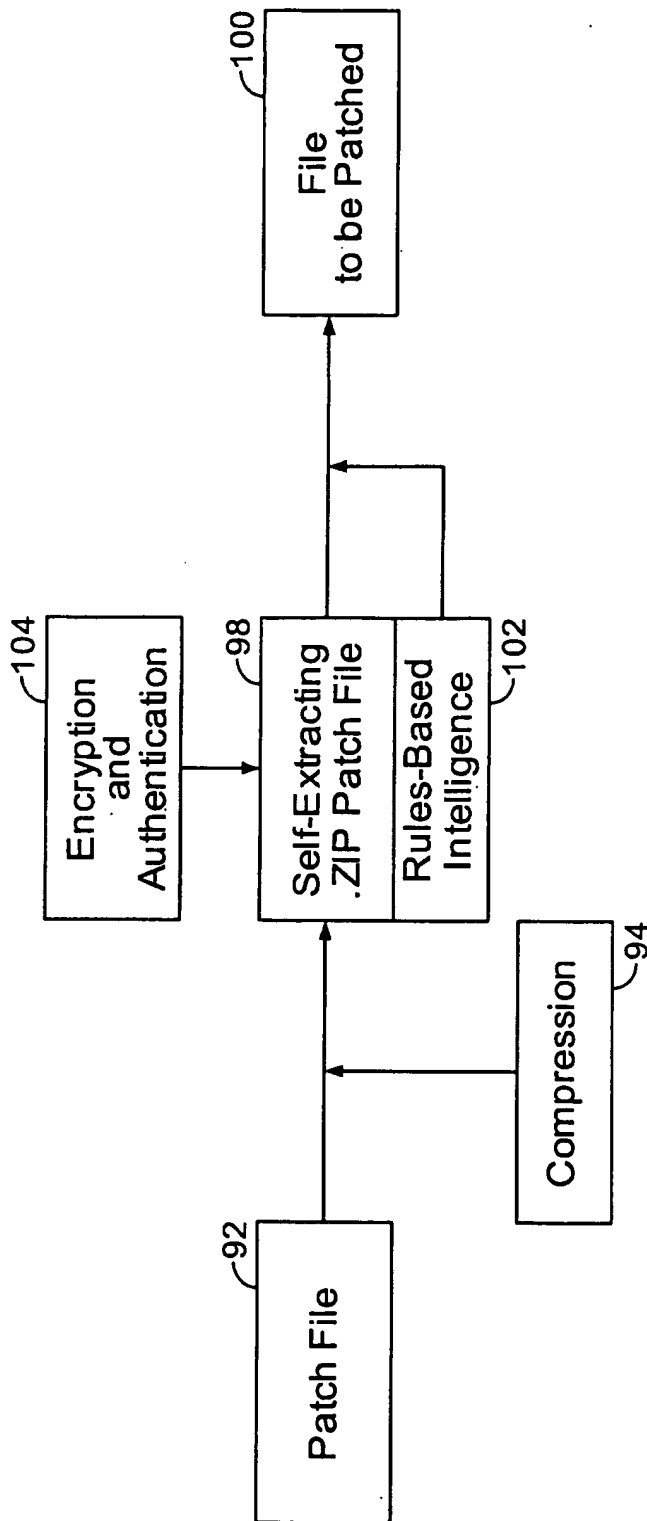 Patch File
92
Compression
94
Encryption
and
Authentication
104
Self-Extracting
.ZIP Patch File
98
Rules-Based
Intelligence
102
File
to be Patched
100